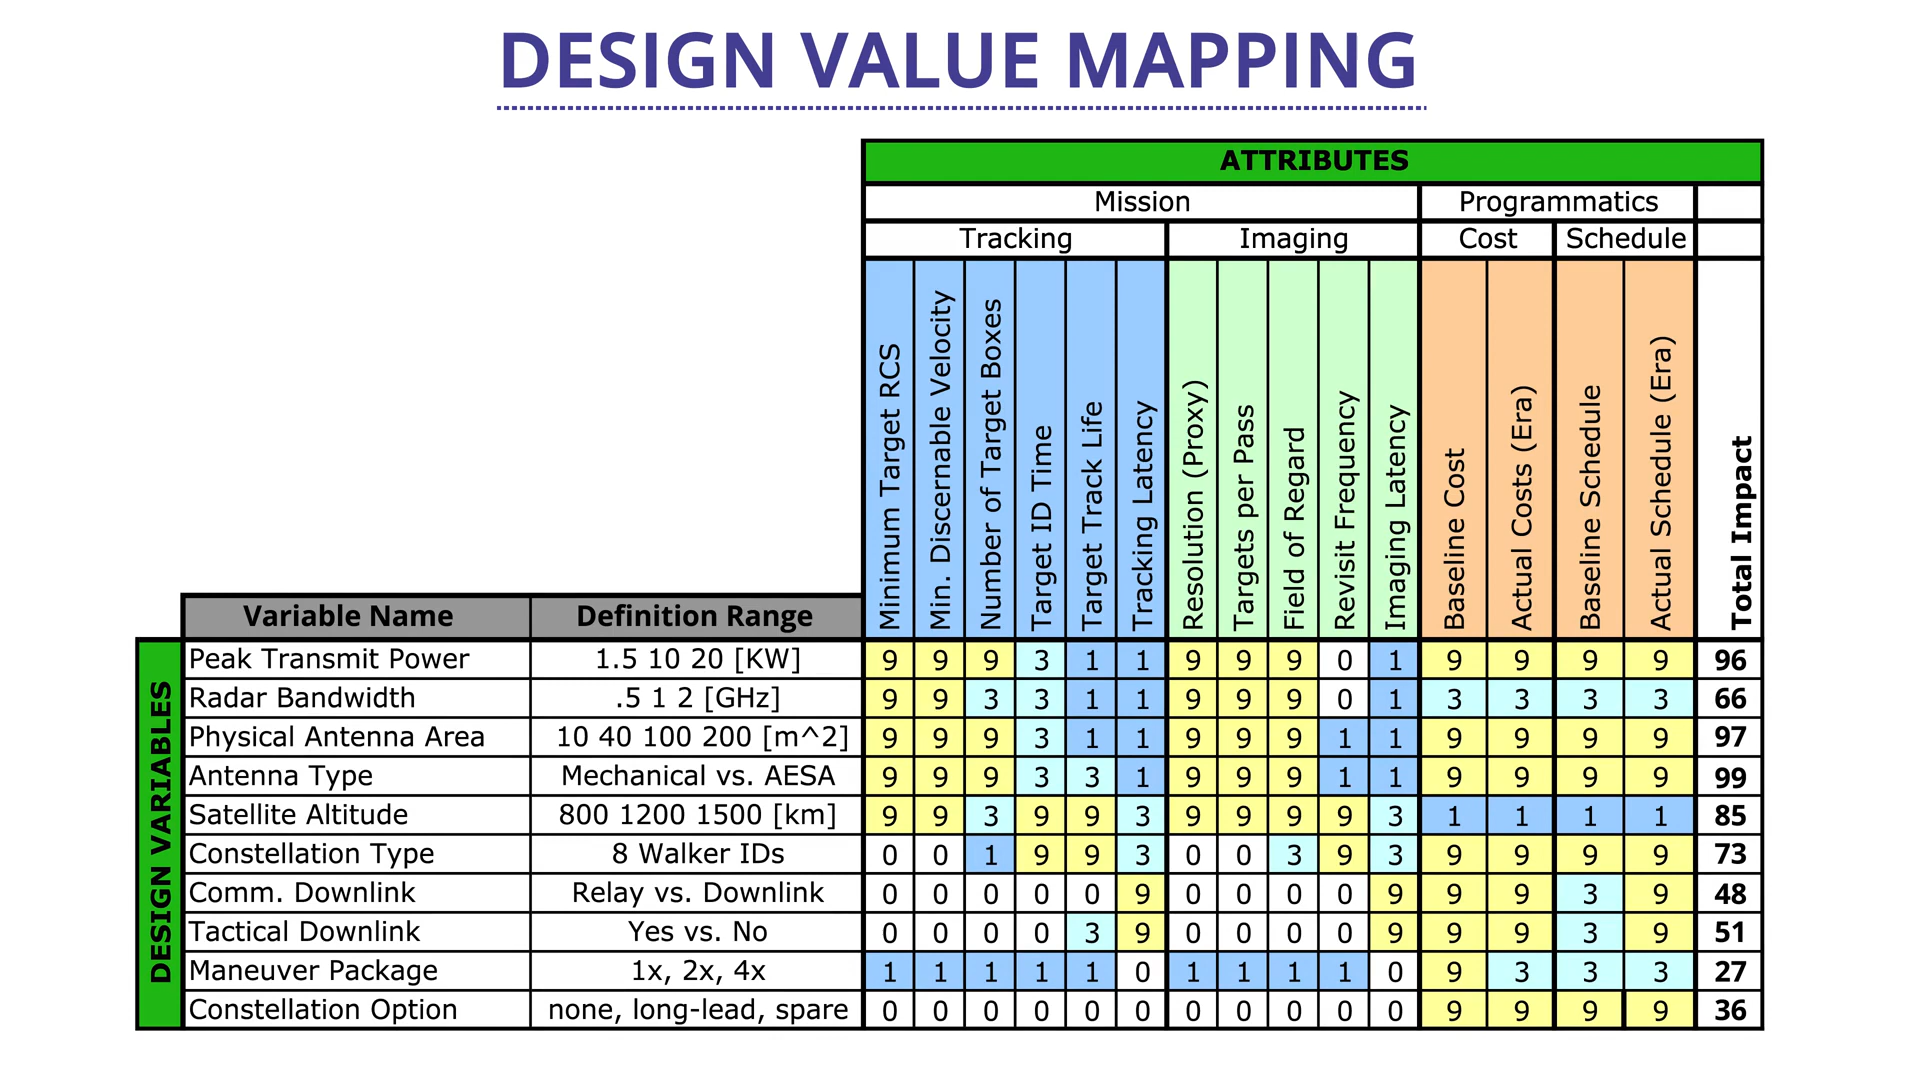 DESIGN VALUE MAPPING
ATTRIBUTES
Mission Programmatics
Tracking Imaging Cost Schedule
Minimum Target RCS
Min. Discernable Velocity
Number of Target Boxes
Target ID Time
Target Track Life
Tracking Latency
Resolution (Proxy)
Targets per Pass
Field of Regard
Revisit Frequency
Imaging Latency
Baseline Cost
Actual Costs (Era)
Baseline Schedule
Actual Schedule (Era)
Total Impact
Variable Name Definition Range
DESIGN VARIABLES
Peak Transmit Power 1.5 10 20 [KW] 9 9 9 3 1 1 9 9 9 0 1 9 9 9 9 96
Radar Bandwidth .5 1 2 [GHz] 9 9 3 3 1 1 9 9 9 0 1 3 3 3 3 66
Physical Antenna Area 10 40 100 200 [m^2] 9 9 9 3 1 1 9 9 9 1 1 9 9 9 9 97
Antenna Type Mechanical vs. AESA 9 9 9 3 3 1 9 9 9 1 1 9 9 9 9 99
Satellite Altitude 800 1200 1500 [km] 9 9 3 9 9 3 9 9 9 9 3 1 1 1 1 85
Constellation Type 8 Walker IDs 0 0 1 9 9 3 0 0 3 9 3 9 9 9 9 73
Comm. Downlink Relay vs. Downlink 0 0 0 0 0 9 0 0 0 0 9 9 9 3 9 48
Tactical Downlink Yes vs. No 0 0 0 0 3 9 0 0 0 0 9 9 9 3 9 51
Maneuver Package 1x, 2x, 4x 1 1 1 1 1 0 1 1 1 1 0 9 3 3 3 27
Constellation Option none, long-lead, spare 0 0 0 0 0 0 0 0 0 0 0 9 9 9 9 36